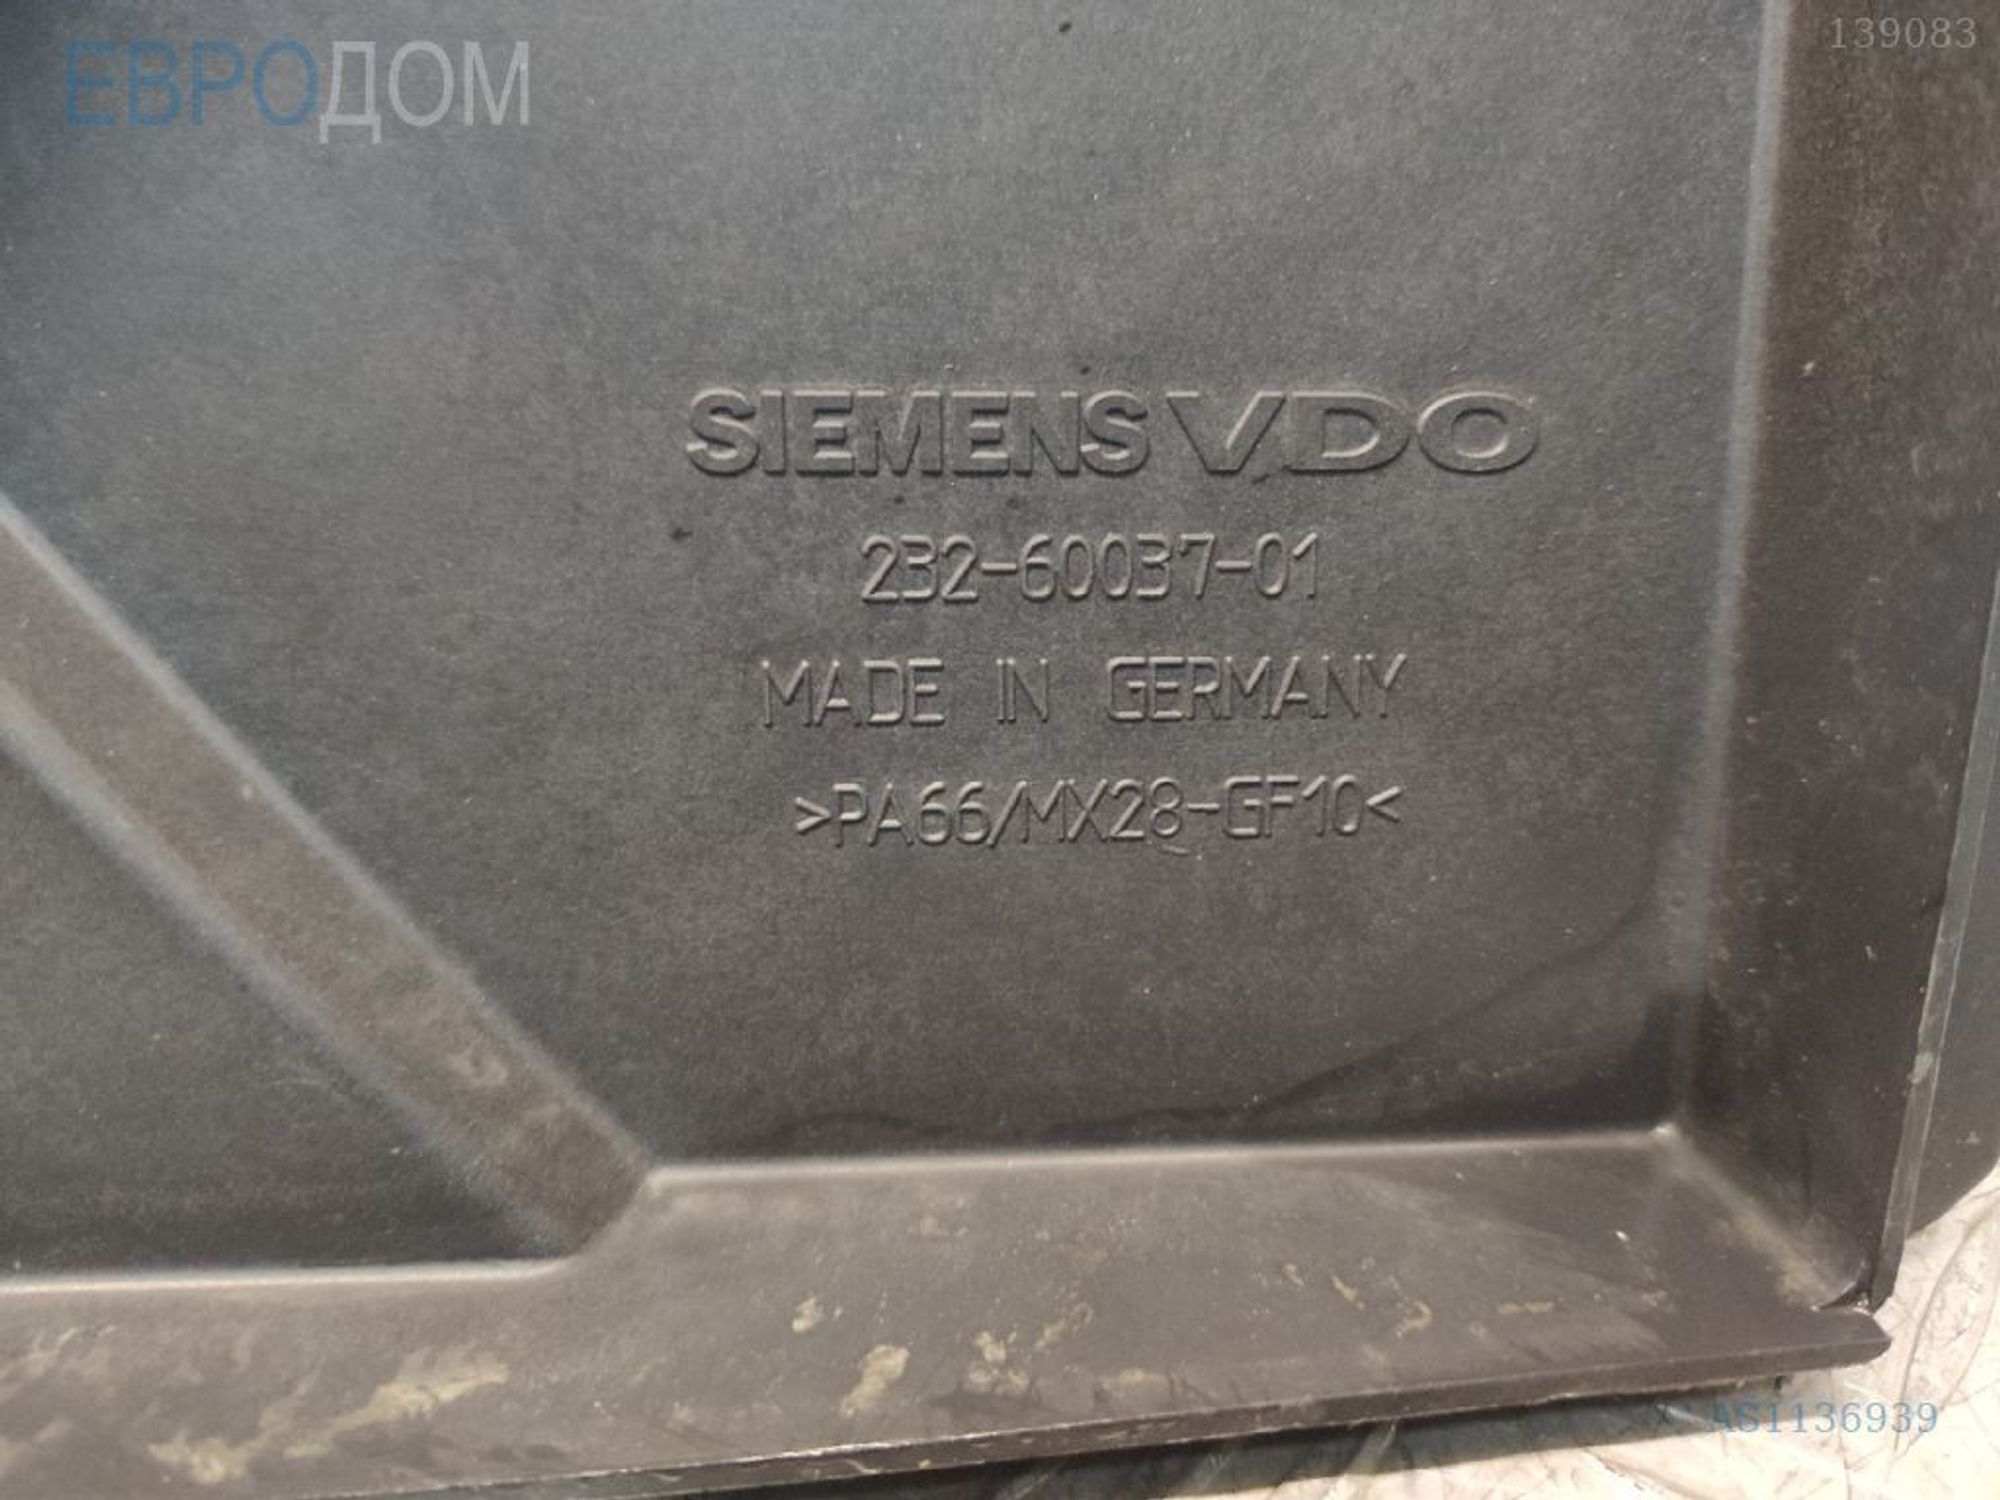 ЕВРОДОМ
139083
SIEMENS VDO
232-60037-01
MADE IN GERMANY
>PA66/MX28-GF10<
AS1136939